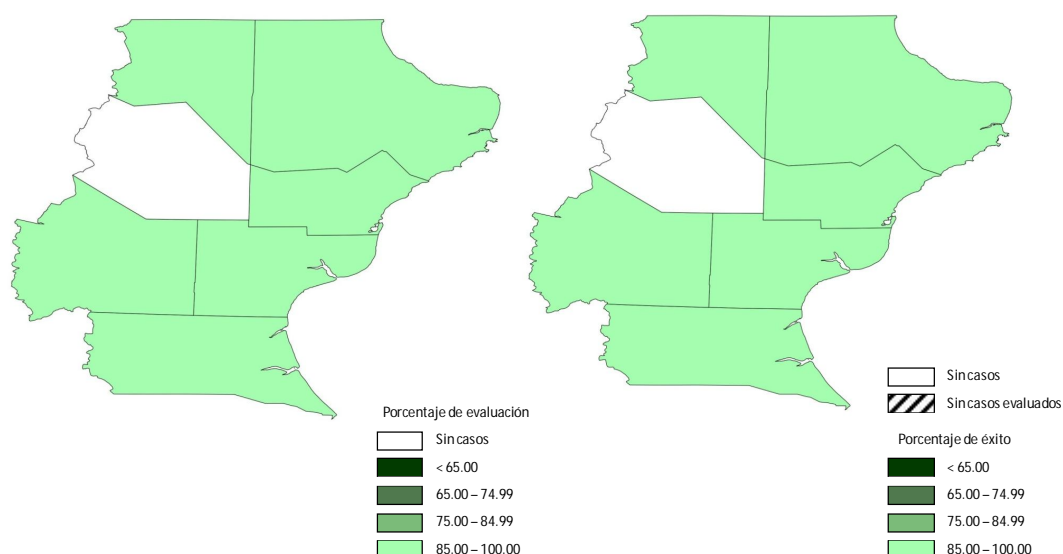 Porcentaje de evaluación
Sin casos
< 65.00
65.00 – 74.99
75.00 – 84.99
85.00 – 100.00
Sin casos
Sin casos evaluados
Porcentaje de éxito
< 65.00
65.00 – 74.99
75.00 – 84.99
85.00 – 100.00